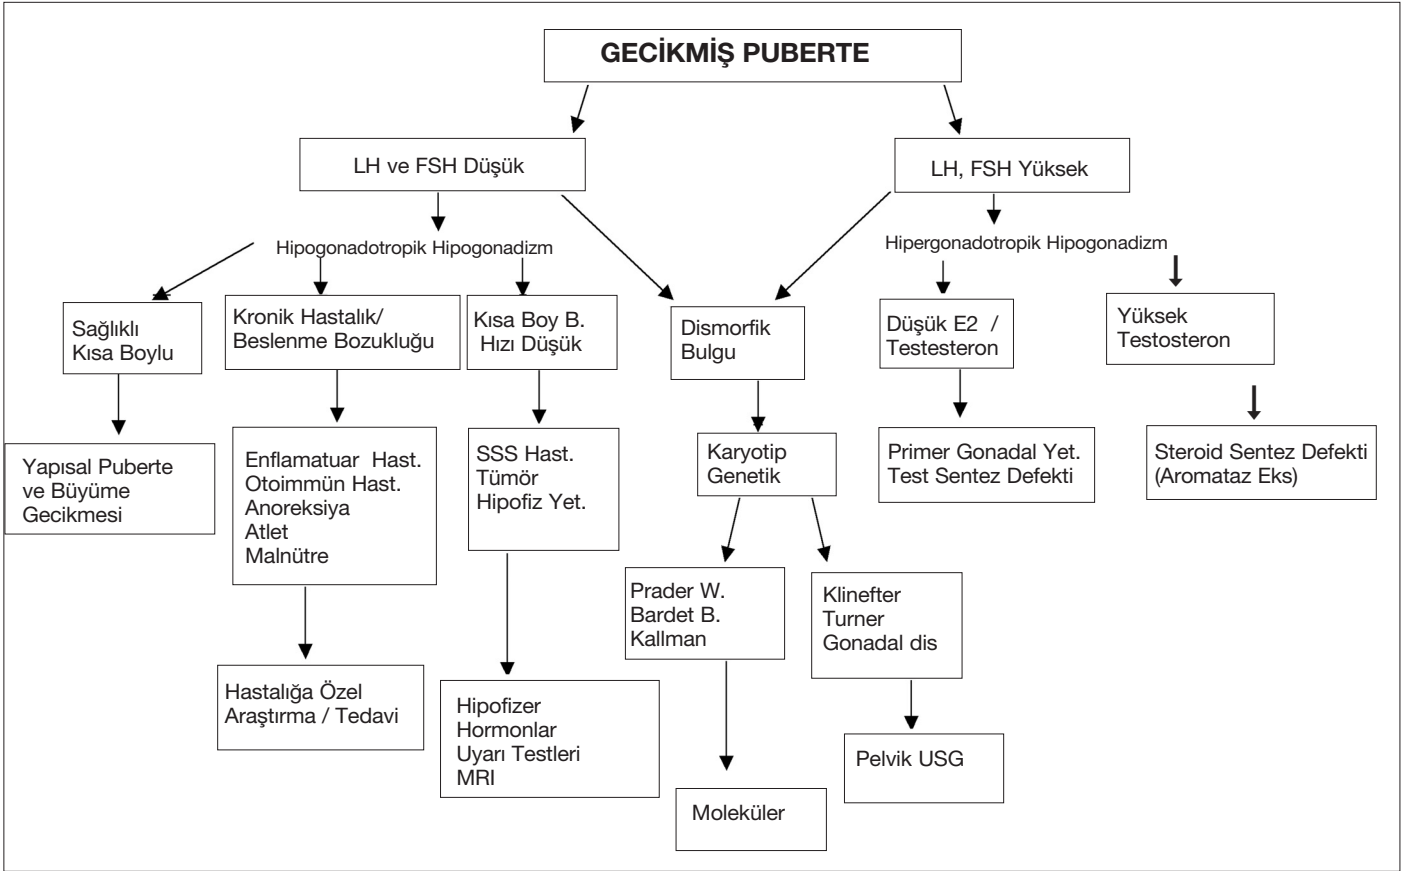 GECİKMİŞ PUBERTE
LH ve FSH Düşük
LH, FSH Yüksek
Hipogonadotropik Hipogonadizm
Hipergonadotropik Hipogonadizm
Sağlıklı
Kısa Boylu
Kronik Hastalık/
Beslenme Bozukluğu
Kısa Boy B.
Hızı Düşük
Dismorfik
Bulgu
Düşük E2 /
Testesteron
Yüksek
Testosteron
Yapısal Puberte
ve Büyüme
Gecikmesi
Enflamatuar Hast.
Otoimmün Hast.
Anoreksiya
Atlet
Malnütre
SSS Hast.
Tümör
Hipofiz Yet.
Karyotip
Genetik
Primer Gonadal Yet.
Test Sentez Defekti
Steroid Sentez Defekti
(Aromataz Eks)
Prader W.
Bardet B.
Kallman
Klinefter
Turner
Gonadal dis
Hastalığa Özel
Araştırma / Tedavi
Hipofizer
Hormonlar
Uyarı Testleri
MRI
Moleküler
Pelvik USG